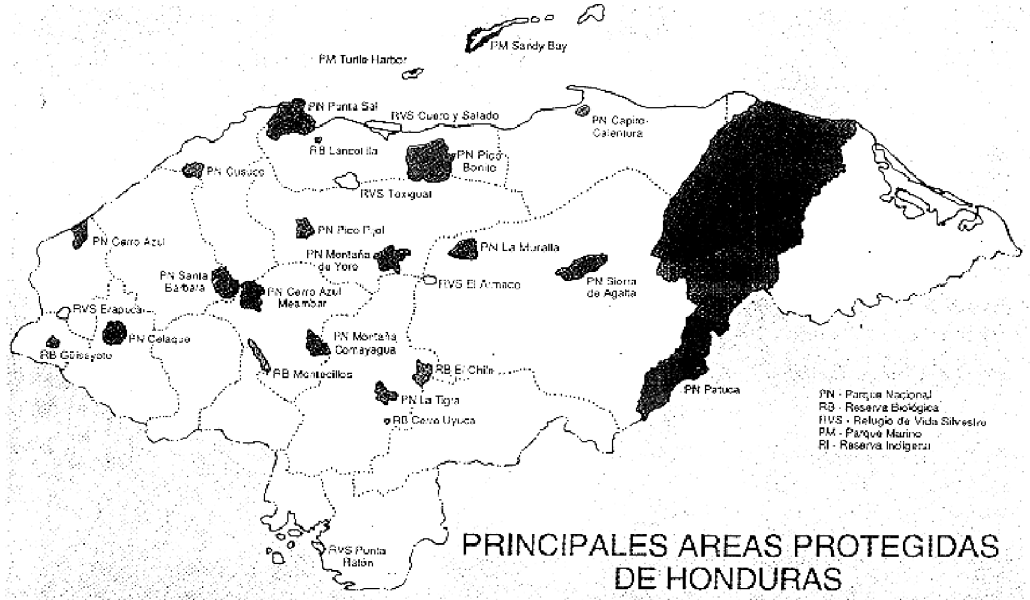 PM Sandy Bay
PM Turtle Harbor
PN Punta Sal
RVS Cuero y Salado
PN Capiro-
Calentura
RB Lancetilla
PN Pico
Bonito
PN Cusuco
RVS Texiguat
PN Cerro Azul
PN Pico Pijol
PN La Muralla
PN Montaña
de Yoro
PN Santa
Barbara
PN Sierra
de Agalta
RVS El Armado
PN Cerro Azul
Meambar
RVS Erapuca
PN Celaque
PN Montaña
Comayagua
RB Güisayote
RB Montecillos
RB El Chile
PN Patuca
PN La Tigra
RB Cerro Uyuca
PN - Parque Nacional
RB - Reserva Biológica
RVS - Refugio de Vida Silvestre
PM - Parque Marino
RI - Reserva Indigena
RVS Punta
Ratón
PRINCIPALES AREAS PROTEGIDAS
DE HONDURAS